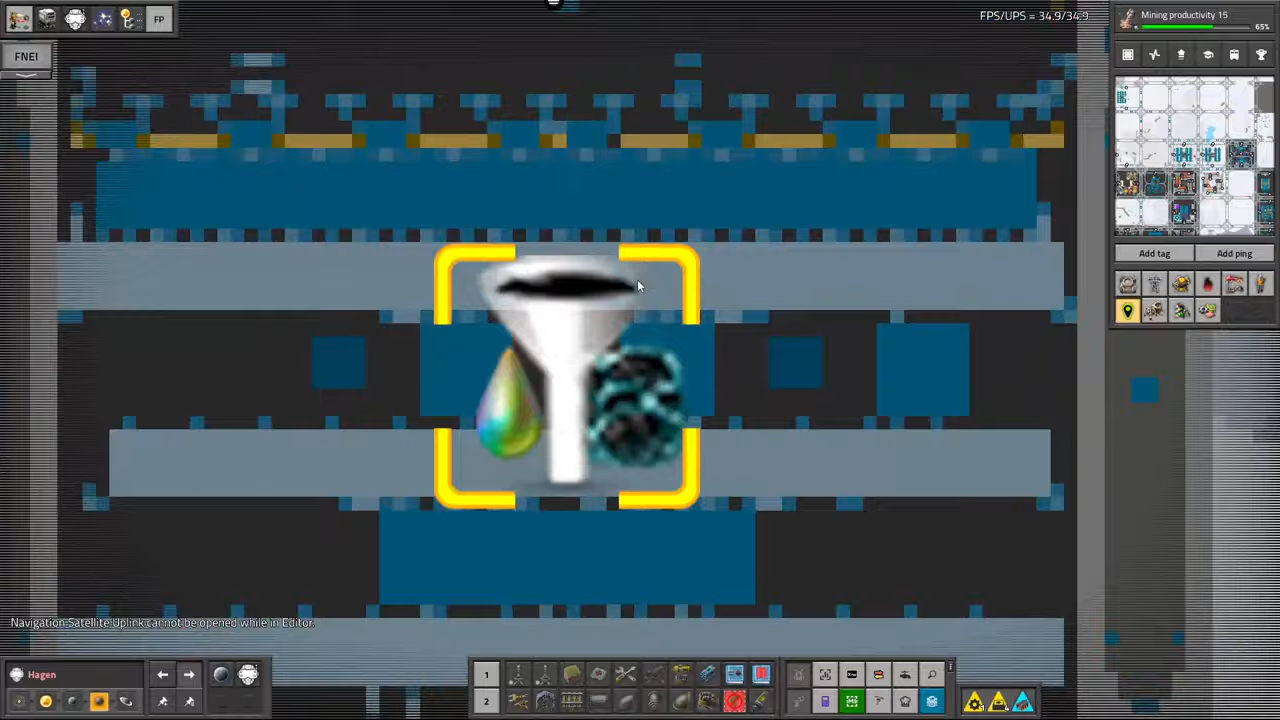 FP
FPS/UPS = 34.9/34.9
Mining productivity 15
65%
FNEI
Add tag
Add ping
Navigation Satellite Uplink cannot be opened while in Editor.
Hagen
1
2